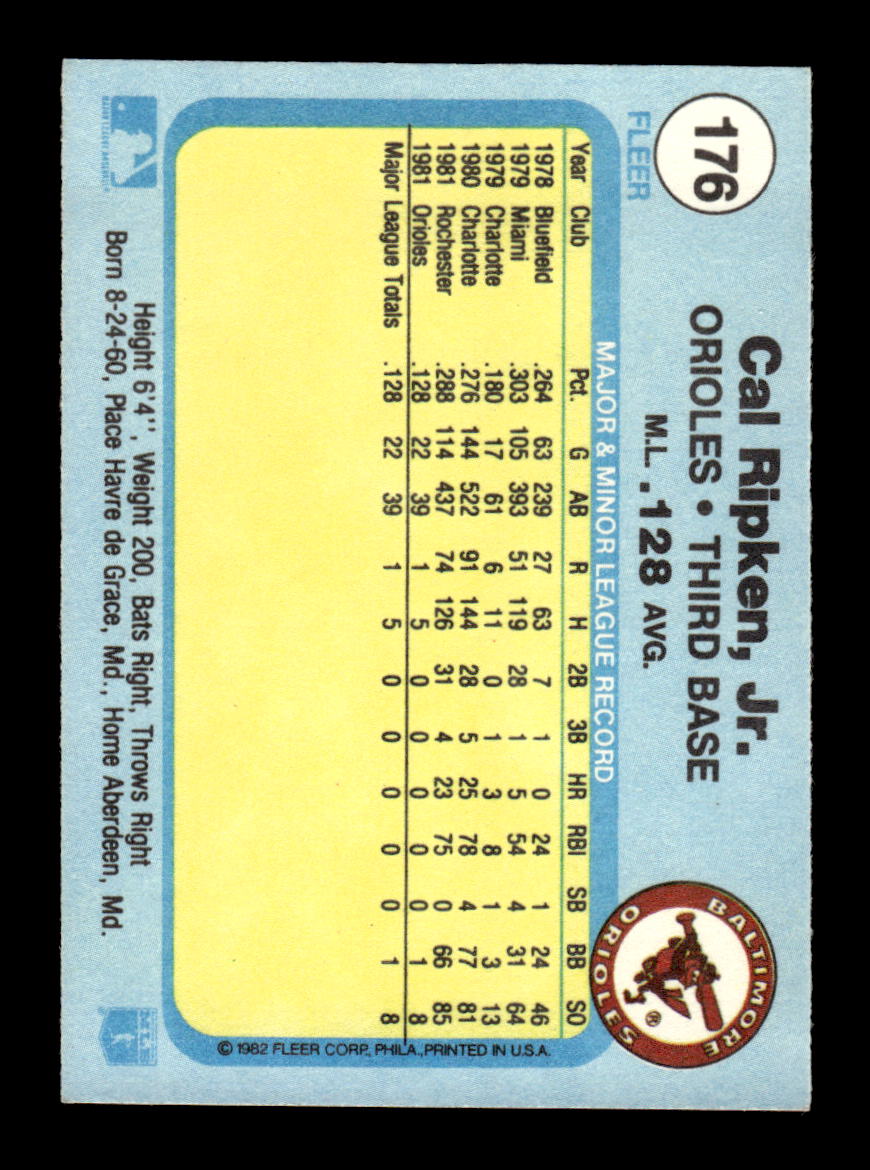 176
FLEER
Cal Ripken, Jr.
ORIOLES • THIRD BASE
M.L. .128 AVG.
BALTIMORE
ORIOLES
®
MAJOR & MINOR LEAGUE RECORD
Year Club Pct. G AB R H 2B 3B HR RBI SB BB SO
1978 Bluefield .264 63 239 27 63 7 1 0 24 1 24 46
1979 Miami .303 105 393 51 119 28 1 5 54 4 31 64
1979 Charlotte .180 17 61 6 11 0 1 3 8 1 3 13
1980 Charlotte .276 144 522 91 144 28 5 25 78 4 77 81
1981 Rochester .288 114 437 74 126 31 4 23 75 0 66 85
1981 Orioles .128 22 39 1 5 0 0 0 0 0 1 8
Major League Totals .128 22 39 1 5 0 0 0 0 0 1 8
© 1982 FLEER CORP., PHILA., PRINTED IN U.S.A.
MAJOR LEAGUE BASEBALL
Height 6'4", Weight 200, Bats Right, Throws Right
Born 8-24-60, Place Havre de Grace, Md., Home Aberdeen, Md.